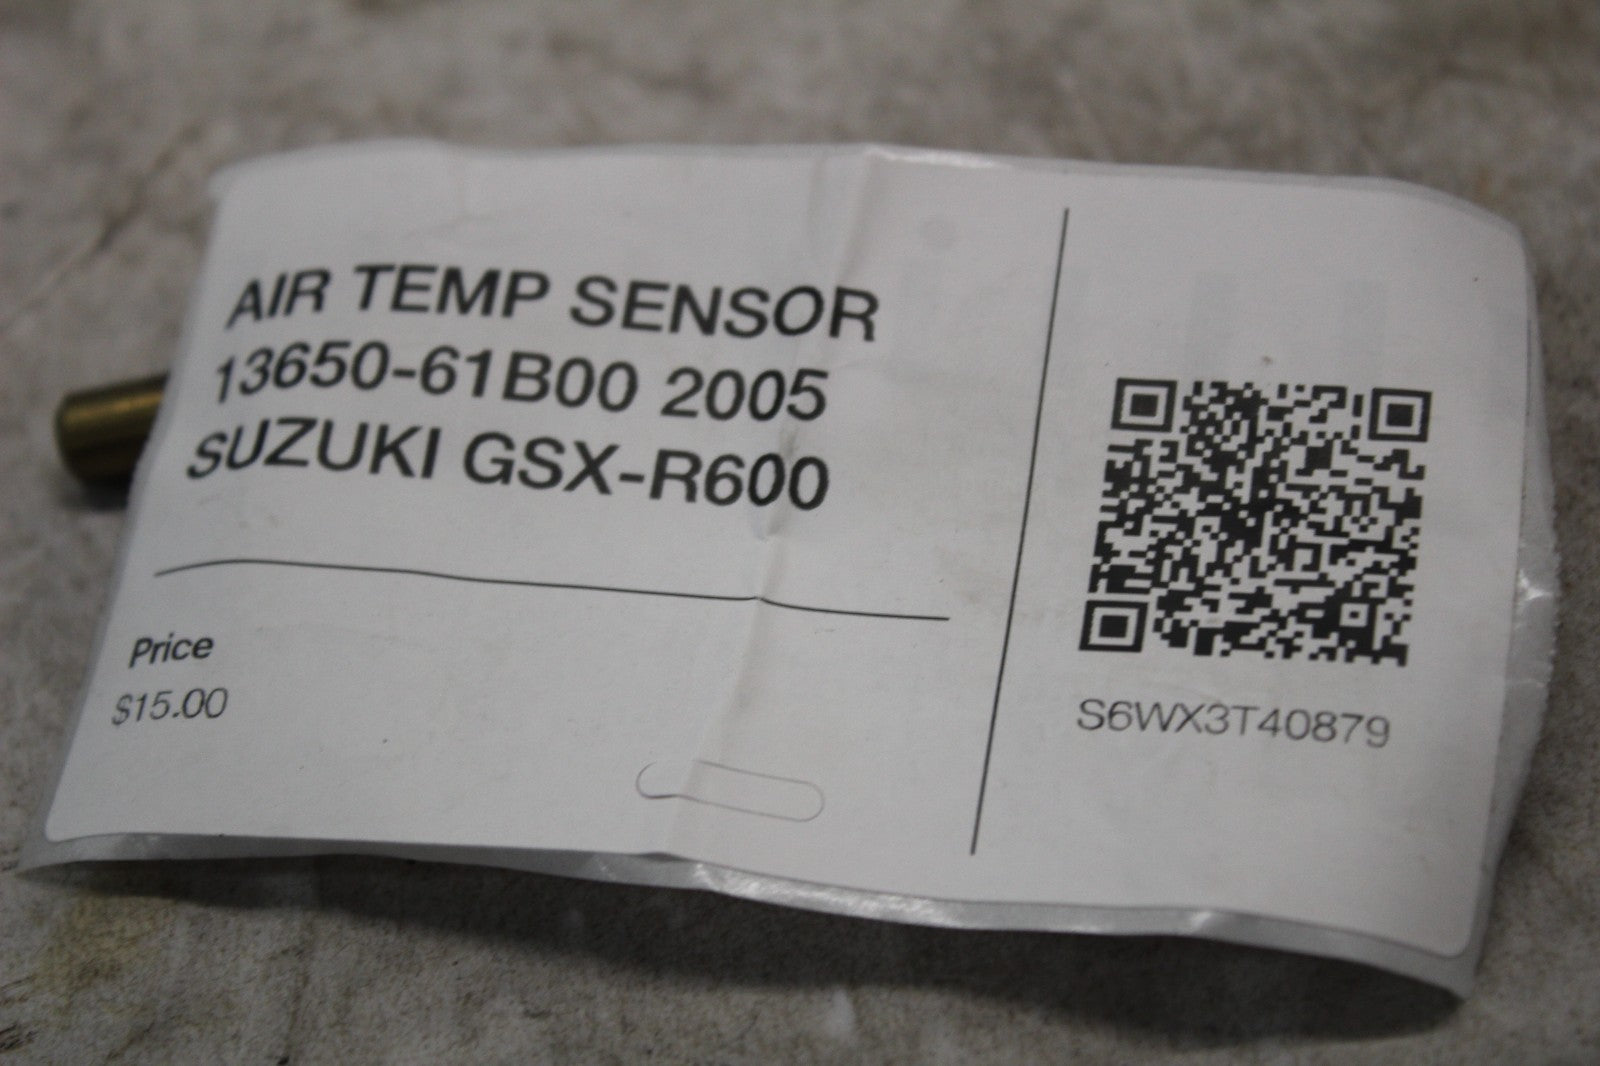 AIR TEMP SENSOR
13650-61B00 2005
SUZUKI GSX-R600
Price
$15.00
S6WX3T40879